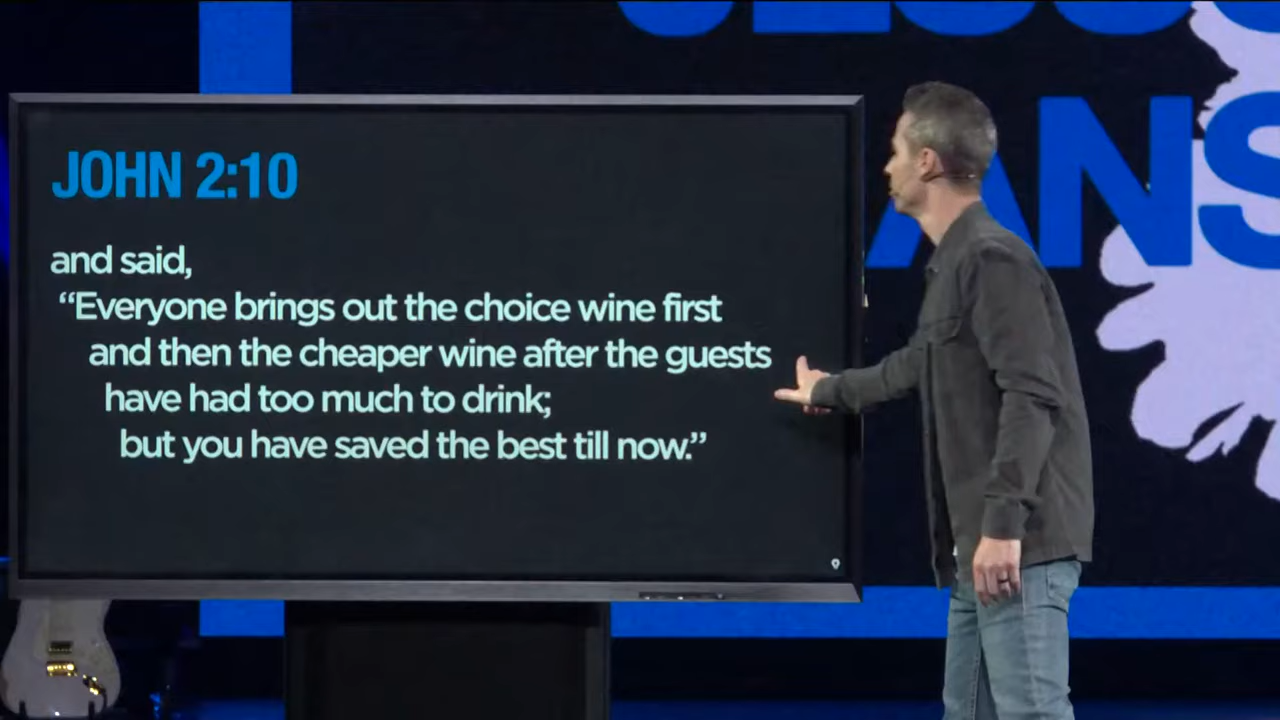 JOHN 2:10
and said,
“Everyone brings out the choice wine first
and then the cheaper wine after the guests
have had too much to drink;
but you have saved the best till now.”